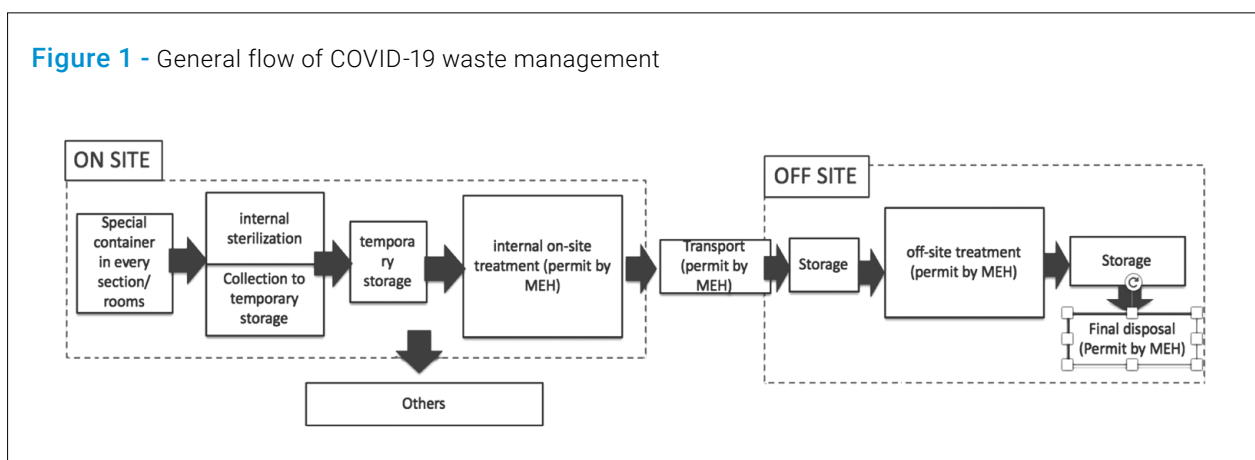 Figure 1 - General flow of COVID-19 waste management
ON SITE
Special
container
in every
section/
rooms
internal
sterilization
Collection to
temporary
storage
tempora
ry
storage
internal on-site
treatment (permit by
MEH)
Others
Transport
(permit by
MEH)
OFF SITE
Storage
off-site treatment
(permit by MEH)
Storage
Final disposal
(Permit by MEH)